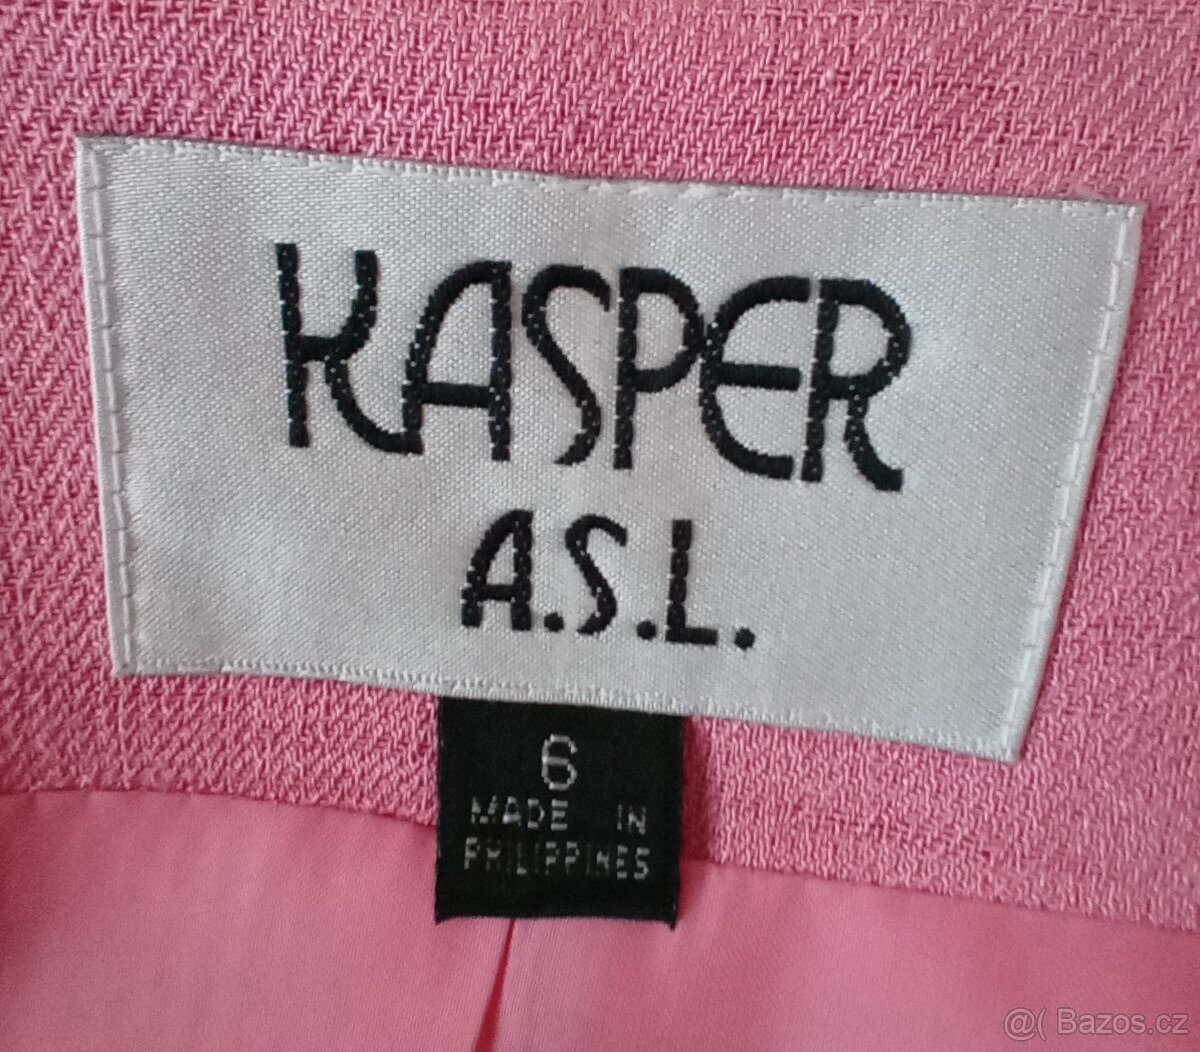 KASPER
A.S.L.
6
MADE IN
PHILIPPINES
@( Bazos.cz